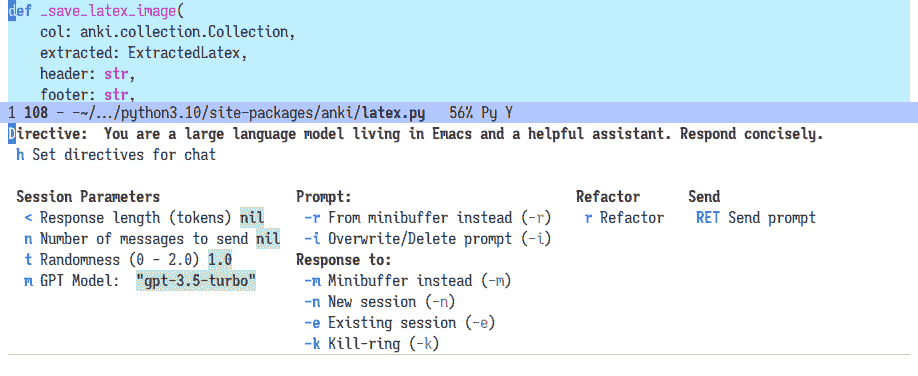 def _save_latex_image(
    col: anki.collection.Collection,
    extracted: ExtractedLatex,
    header: str,
    footer: str,
1 108 - -~/.../python3.10/site-packages/anki/latex.py   56% Py Y
Directive:  You are a large language model living in Emacs and a helpful assistant. Respond concisely.
 h Set directives for chat

 Session Parameters                Prompt:                            Refactor      Send
  < Response length (tokens) nil    -r From minibuffer instead (-r)    r Refactor    RET Send prompt
  n Number of messages to send nil  -i Overwrite/Delete prompt (-i)
  t Randomness (0 - 2.0) 1.0       Response to:
  m GPT Model:  "gpt-3.5-turbo"     -m Minibuffer instead (-m)
                                    -n New session (-n)
                                    -e Existing session (-e)
                                    -k Kill-ring (-k)